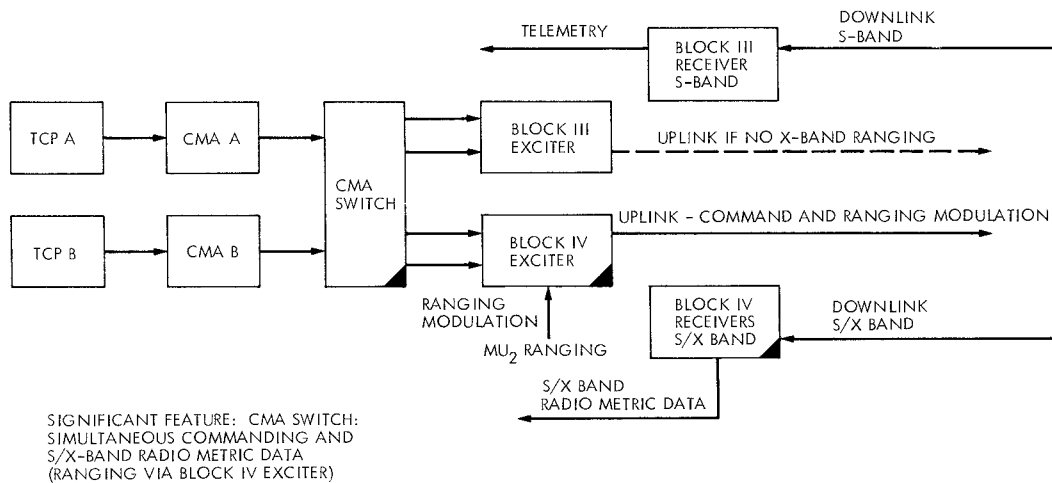 TELEMETRY
BLOCK III
RECEIVER
S-BAND
DOWNLINK
S-BAND
TCP A
CMA A
CMA
SWITCH
BLOCK III
EXCITER
UPLINK IF NO X-BAND RANGING
TCP B
CMA B
BLOCK IV
EXCITER
UPLINK - COMMAND AND RANGING MODULATION
RANGING
MODULATION
MU2 RANGING
BLOCK IV
RECEIVERS
S/X BAND
DOWNLINK
S/X BAND
S/X BAND
RADIO METRIC DATA
SIGNIFICANT FEATURE: CMA SWITCH:
SIMULTANEOUS COMMANDING AND
S/X-BAND RADIO METRIC DATA
(RANGING VIA BLOCK IV EXCITER)